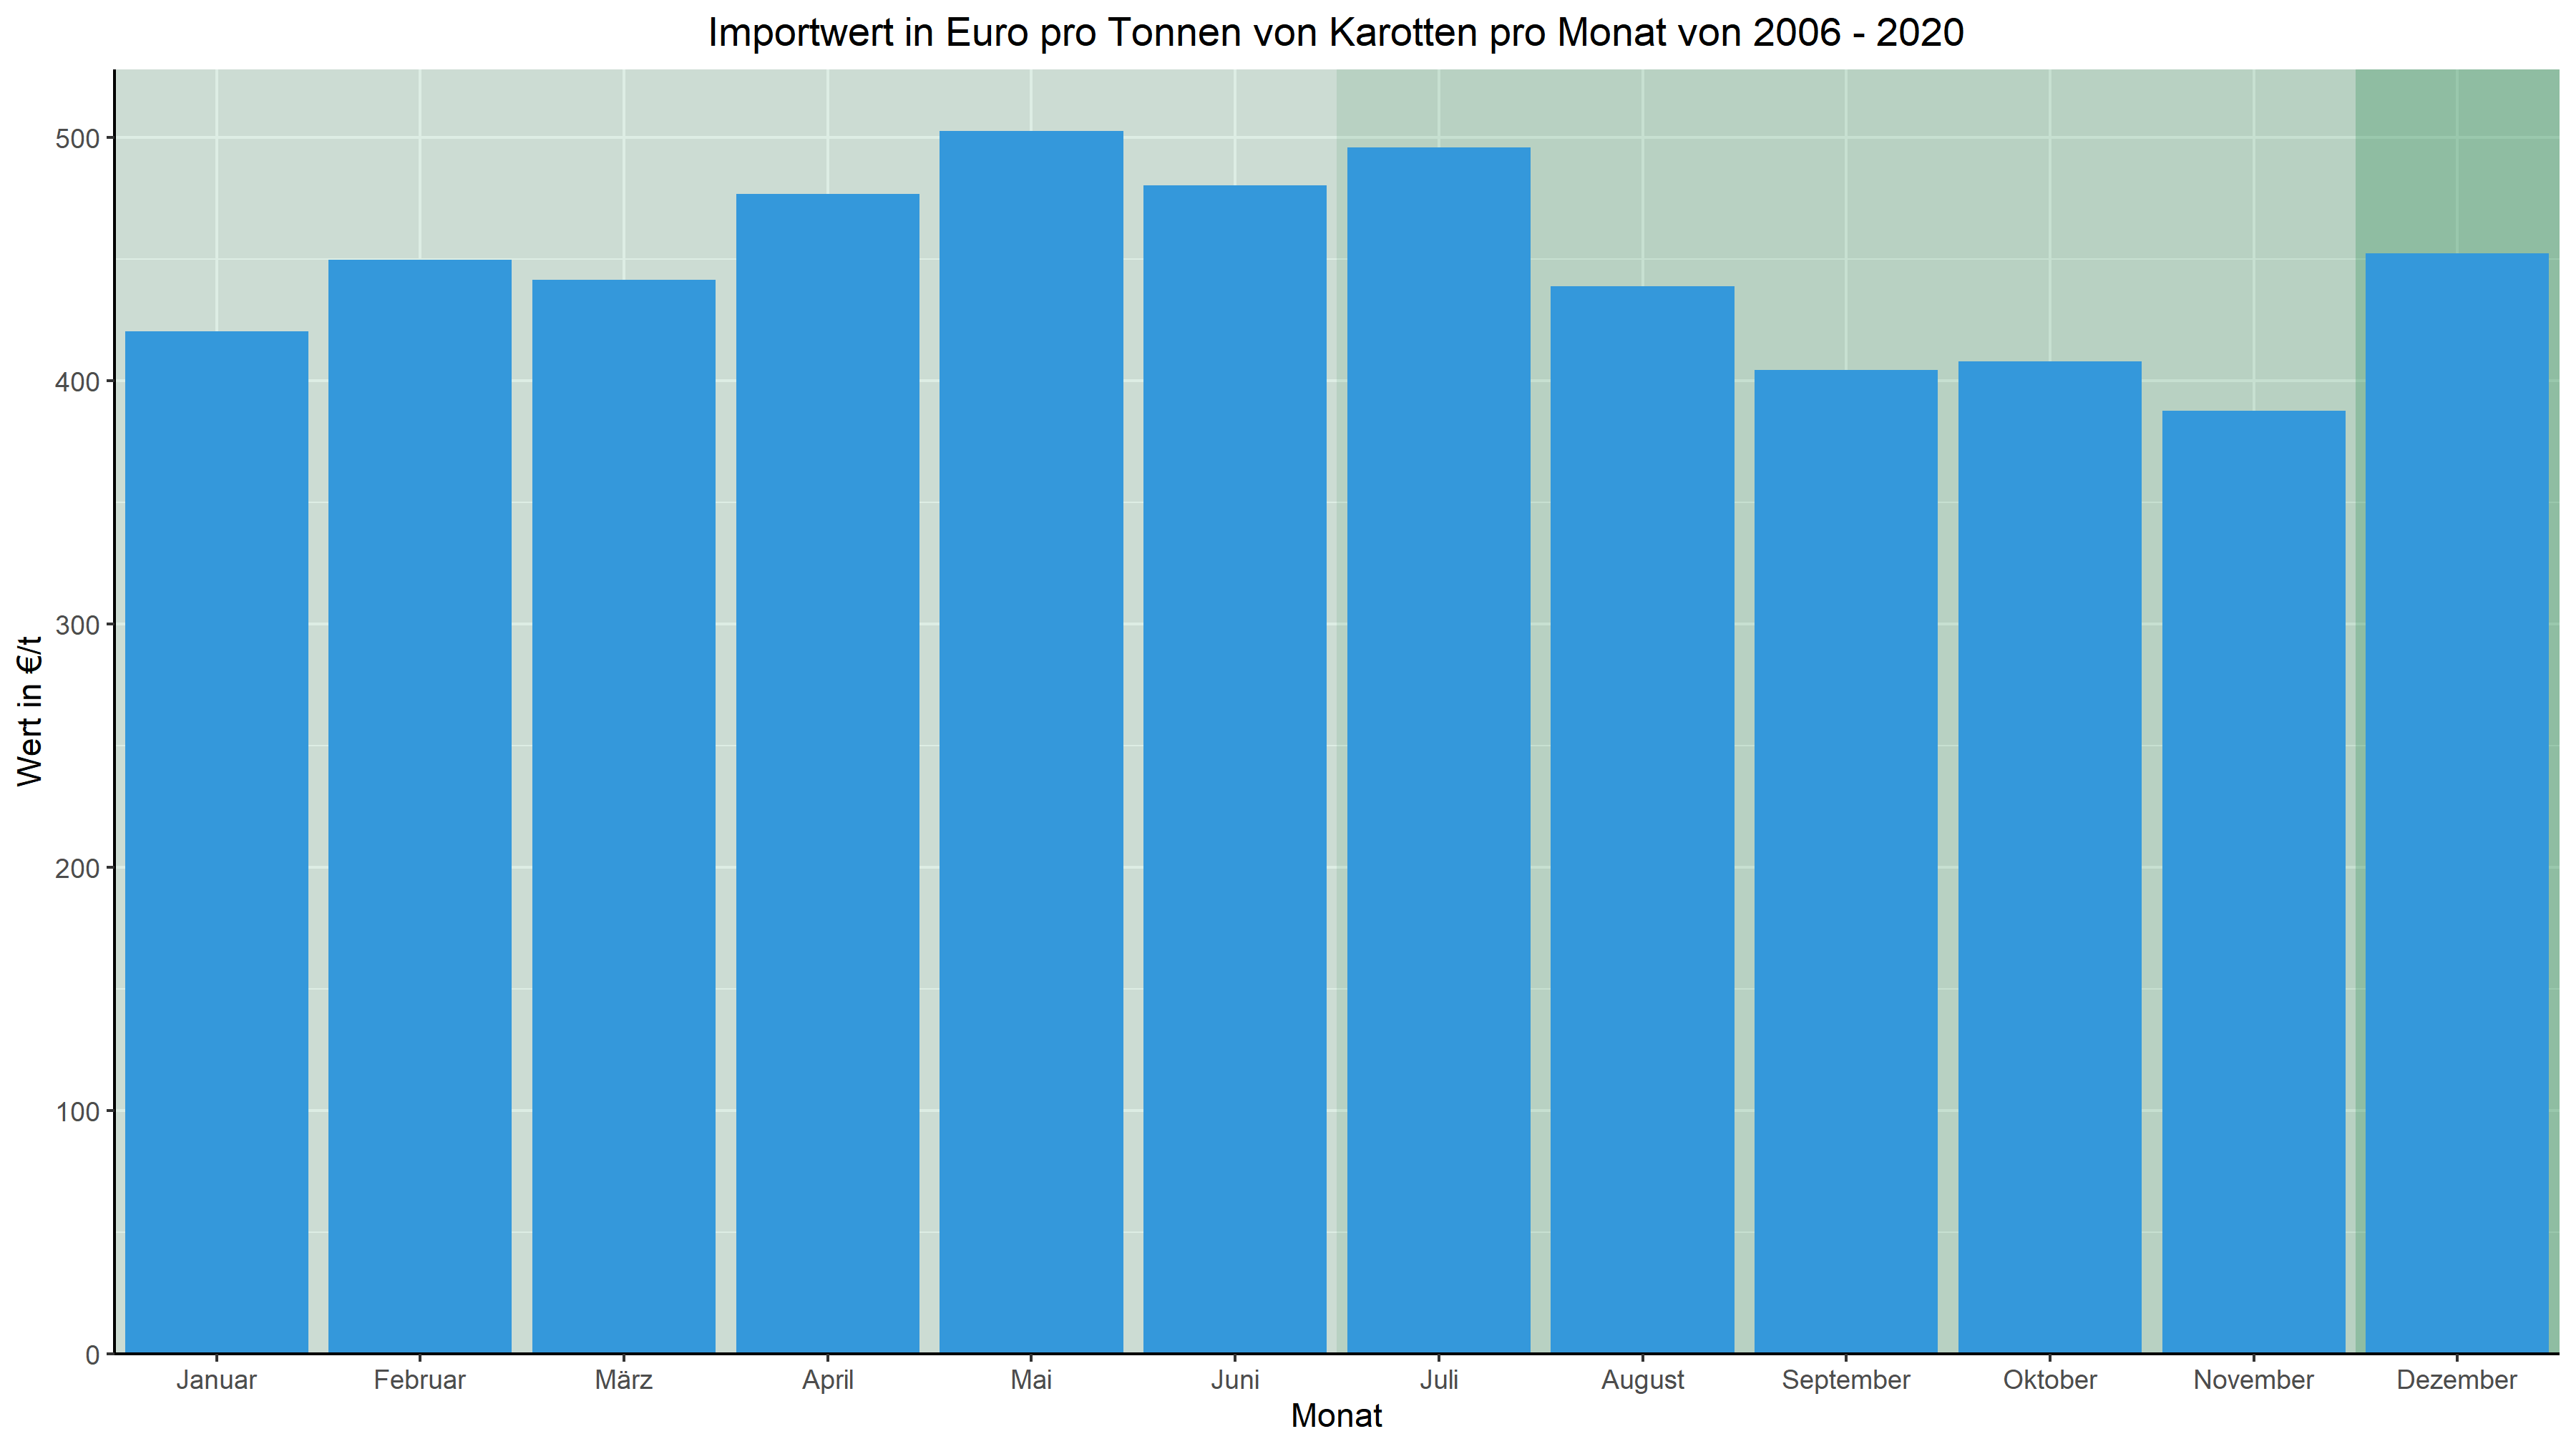 Importwert in Euro pro Tonnen von Karotten pro Monat von 2006 - 2020
Wert in €/t
500
400
300
200
100
0
Januar Februar März April Mai Juni Juli August September Oktober November Dezember
Monat